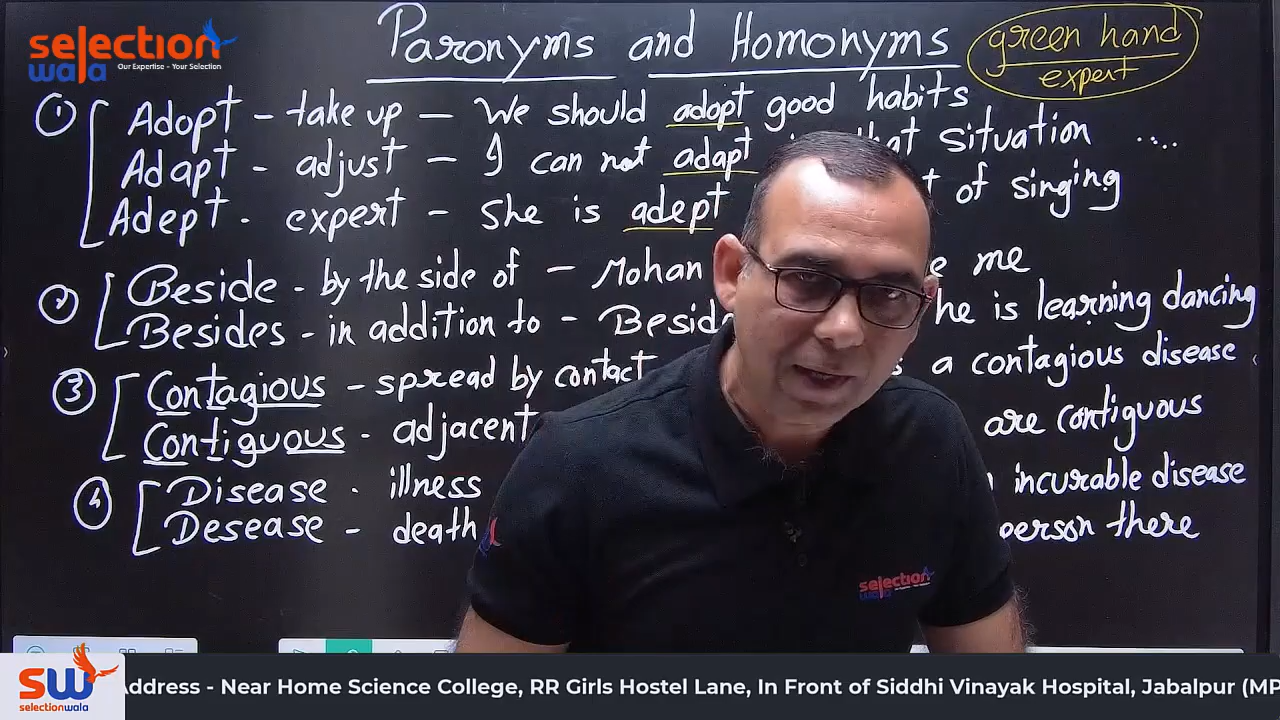 selection
wala
Our Expertise - Your Selection
Paronyms and Homonyms
green hand
expert
① Adopt - take up - We should adopt good habits
Adapt - adjust - I can not adapt that situation ....
Adept - expert - She is adept of singing
② Beside - by the side of - Mohan me
Besides - in addition to - he is learning dancing
③ Contagious - spread by contact a contagious disease
Contiguous - adjacent are contiguous
④ Disease - illness incurable disease
Desease - death person there
selection
SW
selectionwala
Address - Near Home Science College, RR Girls Hostel Lane, In Front of Siddhi Vinayak Hospital, Jabalpur (MP